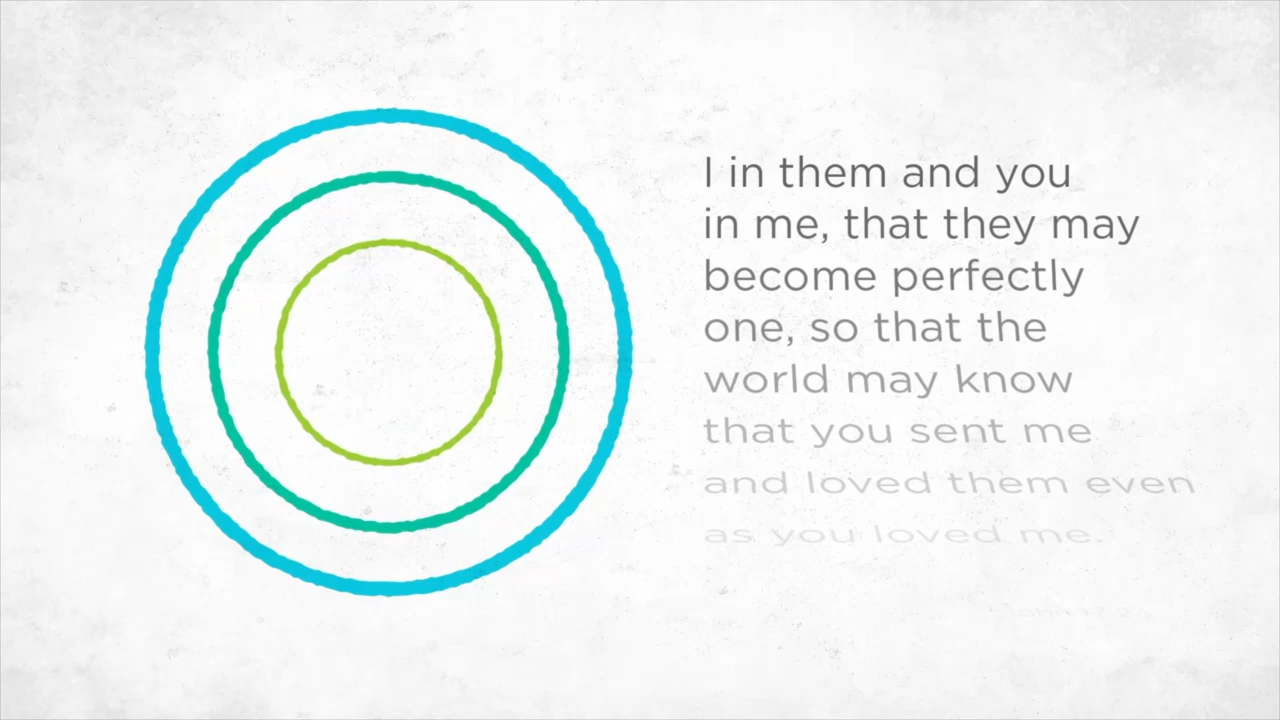 I in them and you
in me, that they may
become perfectly
one, so that the
world may know
that you sent me
and loved them even
as you loved me.